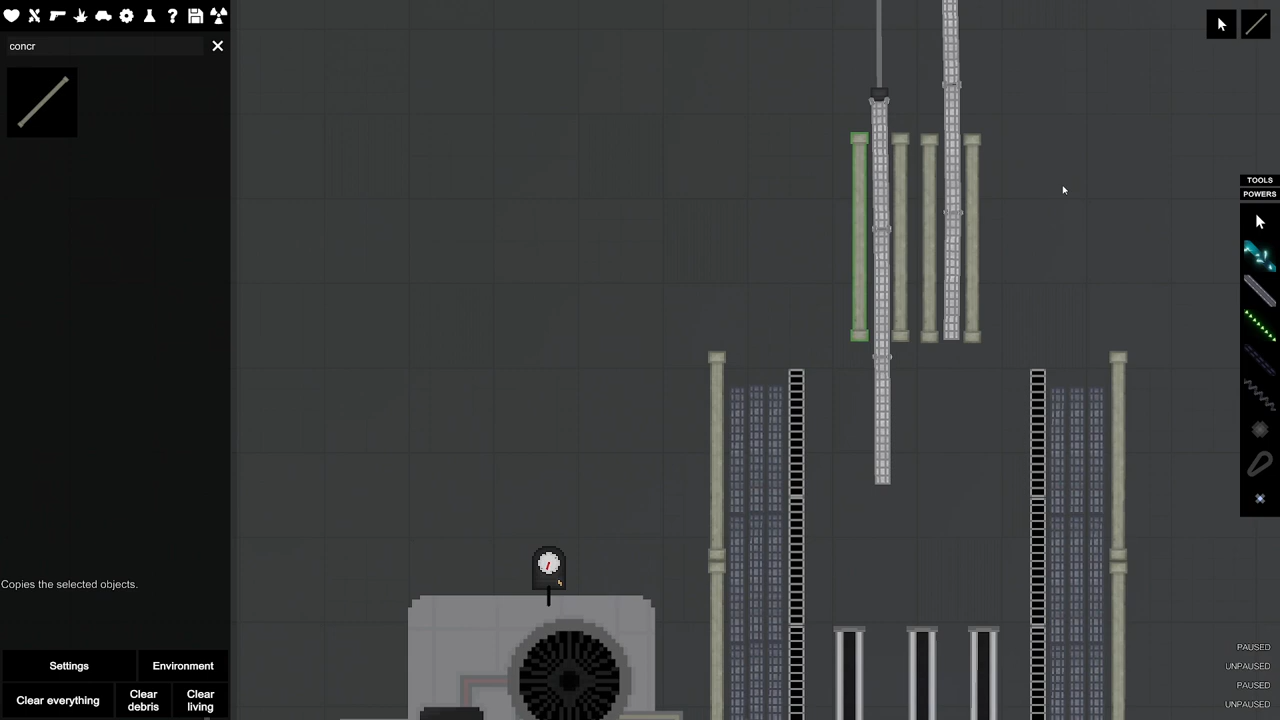 concr
TOOLS
POWERS
Copies the selected objects.
Settings
Environment
Clear everything
Clear debris
Clear living
PAUSED
UNPAUSED
PAUSED
UNPAUSED